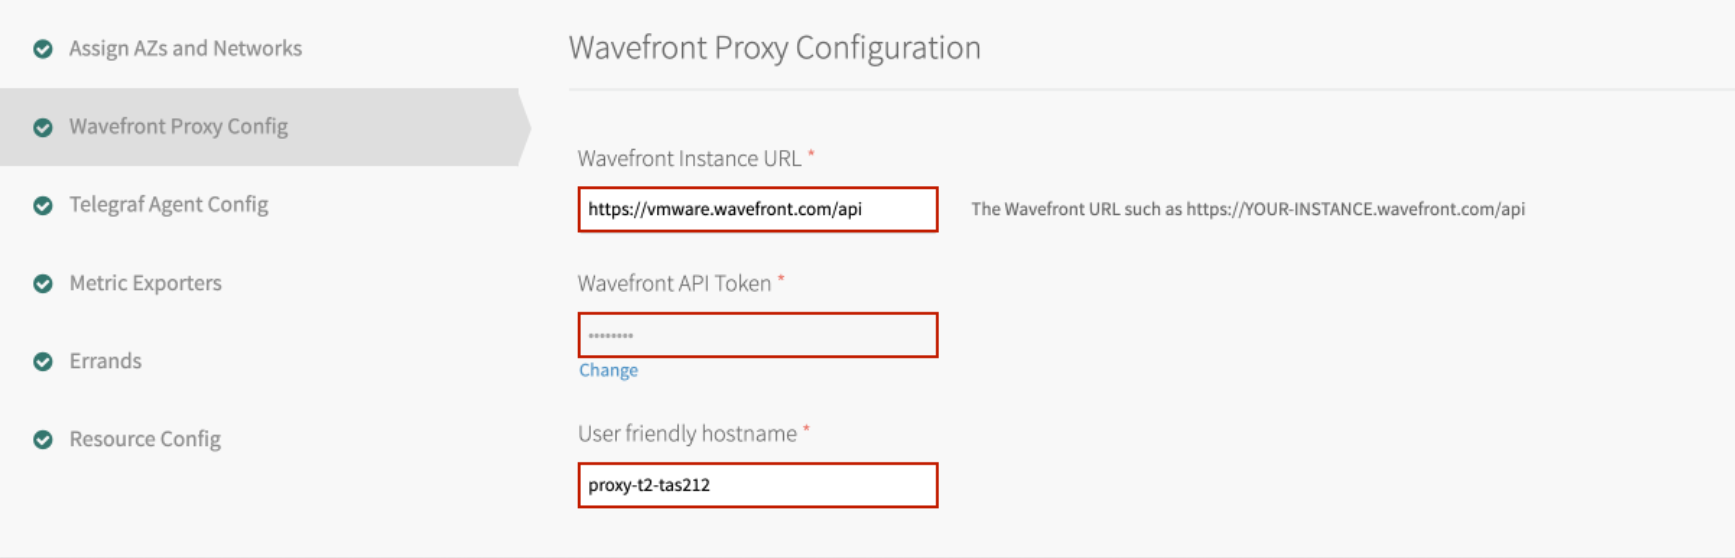 Assign AZs and Networks
Wavefront Proxy Config
Telegraf Agent Config
Metric Exporters
Errands
Resource Config
Wavefront Proxy Configuration
Wavefront Instance URL *
https://vmware.wavefront.com/api
The Wavefront URL such as https://YOUR-INSTANCE.wavefront.com/api
Wavefront API Token *
••••••••
Change
User friendly hostname *
proxy-t2-tas212